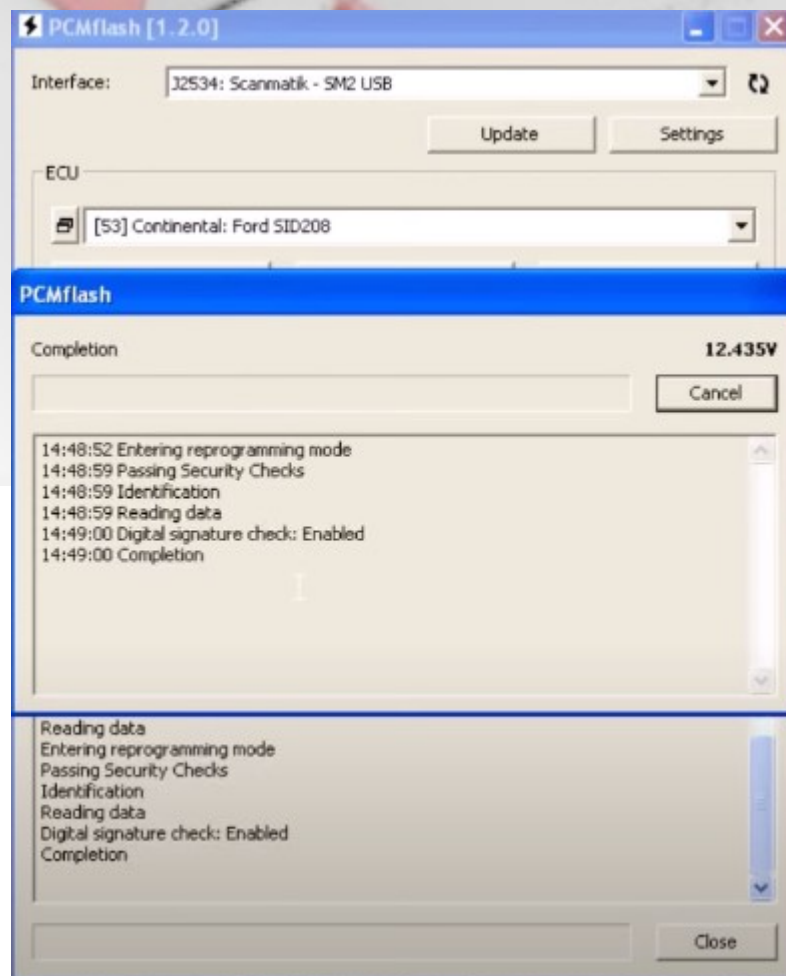 PCMflash [1.2.0]
Interface: J2534: Scanmatik - SM2 USB
Update Settings
ECU
[53] Continental: Ford SID208
PCMflash
Completion 12.435V
Cancel
14:48:52 Entering reprograming mode
14:48:59 Passing Security Checks
14:48:59 Identification
14:48:59 Reading data
14:49:00 Digital signature check: Enabled
14:49:00 Completion
Reading data
Entering reprograming mode
Passing Security Checks
Identification
Reading data
Digital signature check: Enabled
Completion
Close